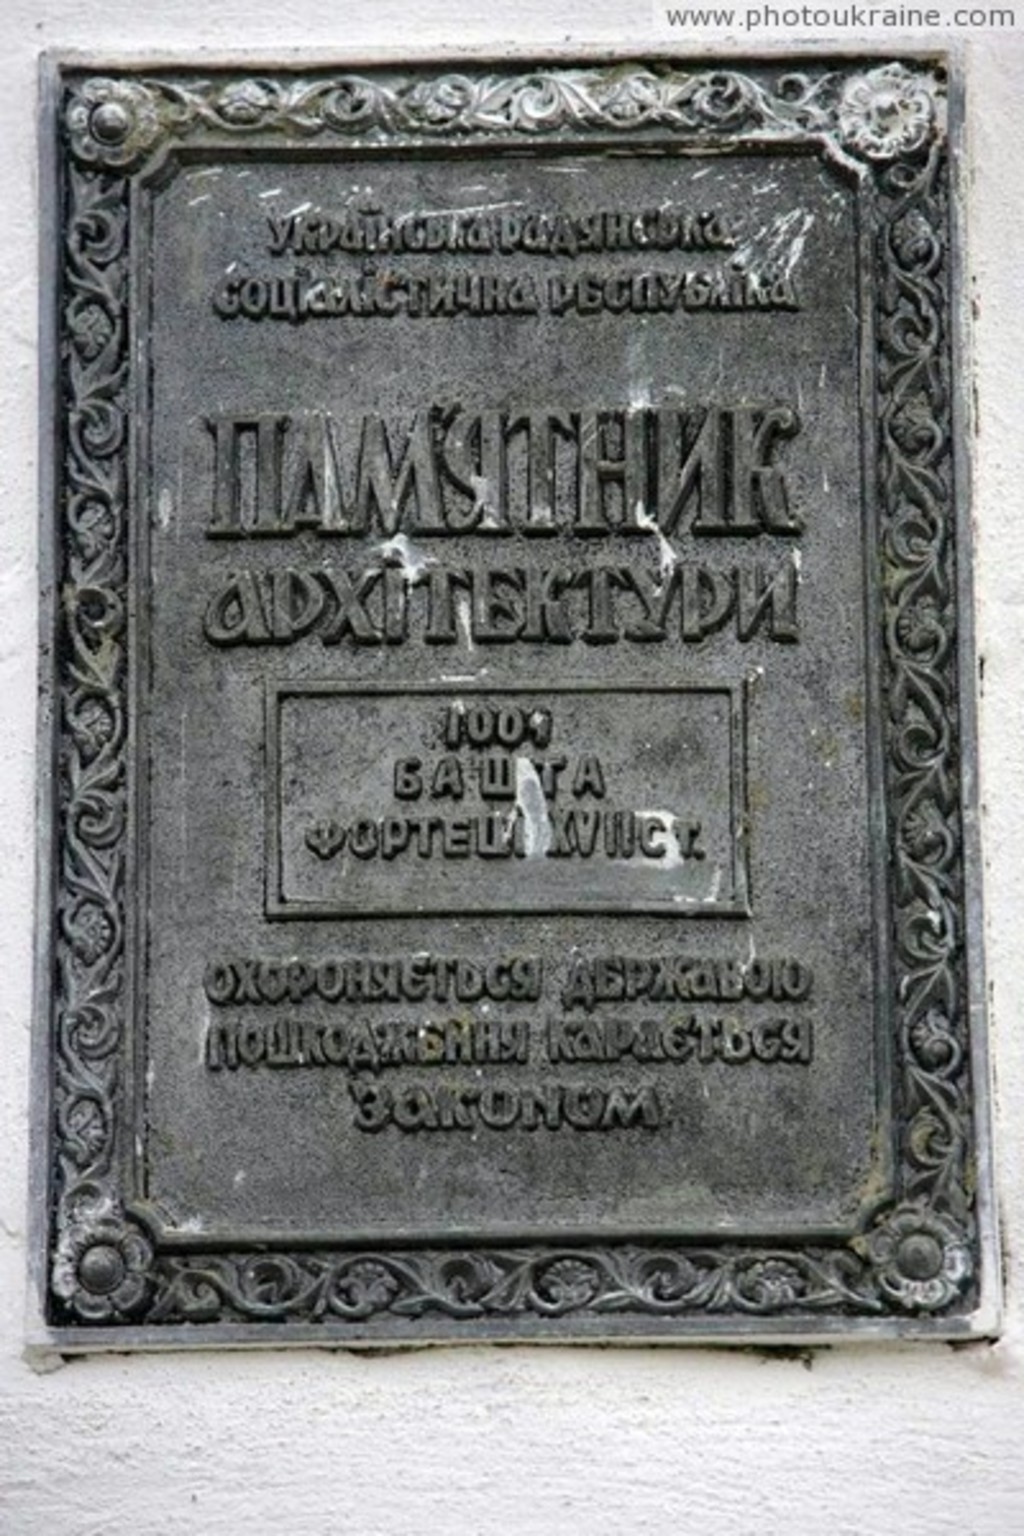 www.photoukraine.com
Українська Радянська
Соціалістична Республіка
ПАМ'ЯТНИК
АРХІТЕКТУРИ
1001
БАШТА
ФОРТЕЦІ XVII СТ.
ОХОРОНЯЄТЬСЯ ДЕРЖАВОЮ
ПОШКОДЖЕННЯ КАРАЄТЬСЯ
ЗАКОНОМ